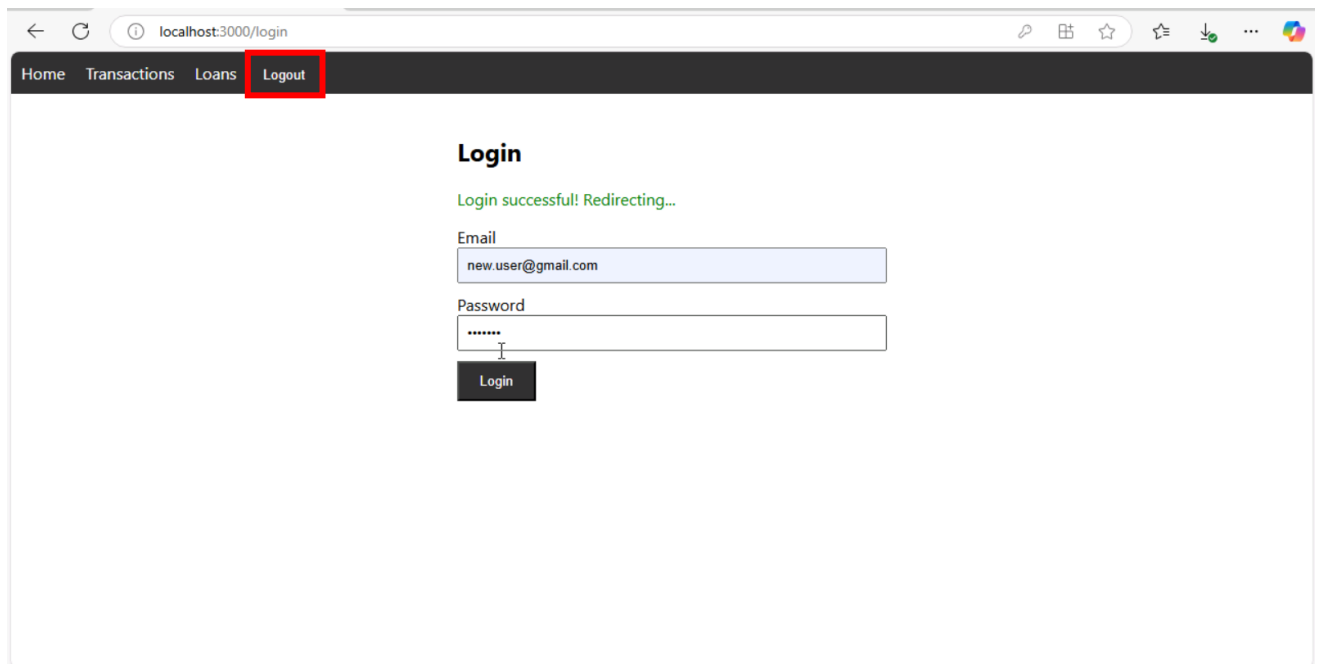 localhost:3000/login
Home Transactions Loans Logout
Login
Login successful! Redirecting...
Email
new.user@gmail.com
Password
•••••••
Login